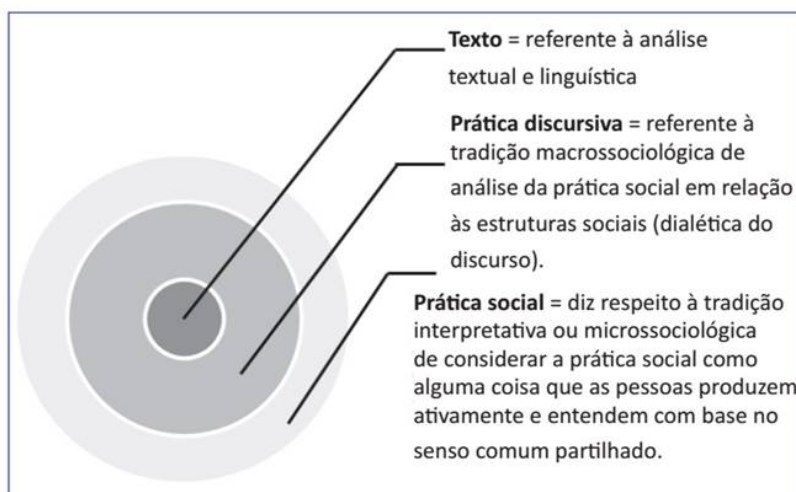 Texto = referente à análise
textual e linguística
Prática discursiva = referente à
tradição macrossociológica de
análise da prática social em relação
às estruturas sociais (dialética do
discurso).
Prática social = diz respeito à tradição
interpretativa ou microssociológica
de considerar a prática social como
alguma coisa que as pessoas produzem
ativamente e entendem com base no
senso comum partilhado.